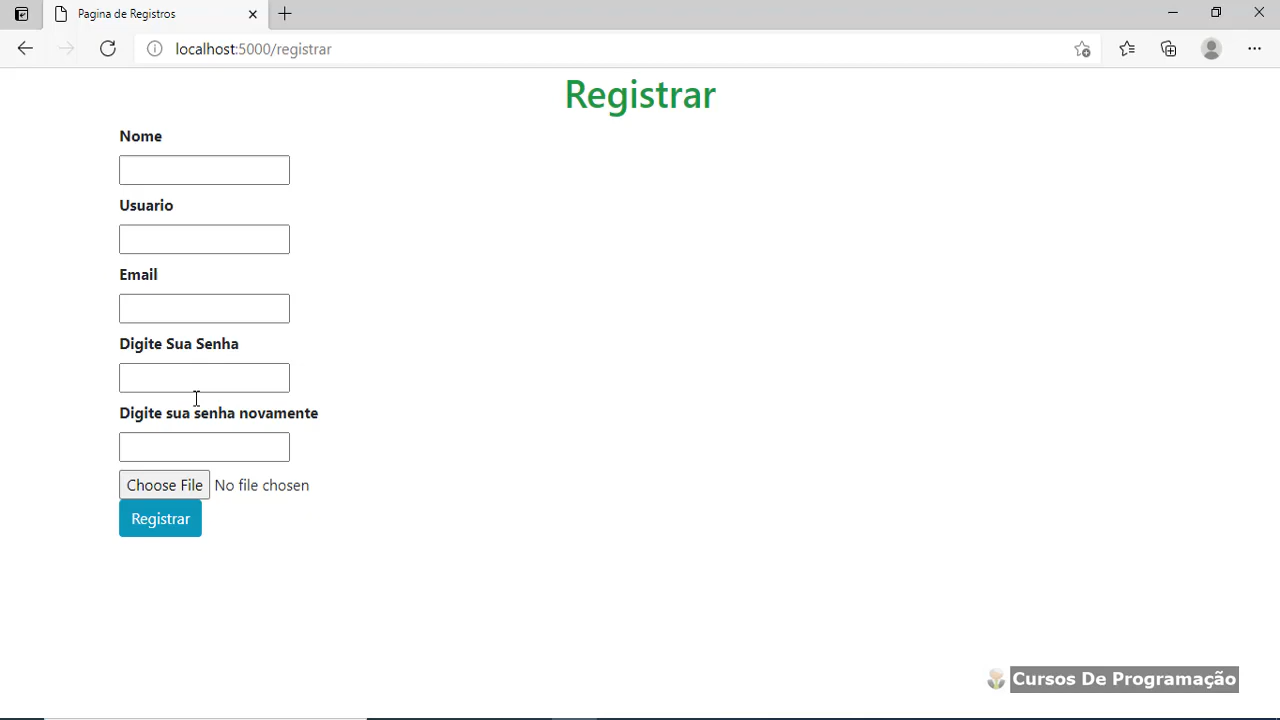 Pagina de Registros
localhost:5000/registrar
Registrar
Nome
Usuario
Email
Digite Sua Senha
Digite sua senha novamente
Choose File No file chosen
Registrar
Cursos De Programação